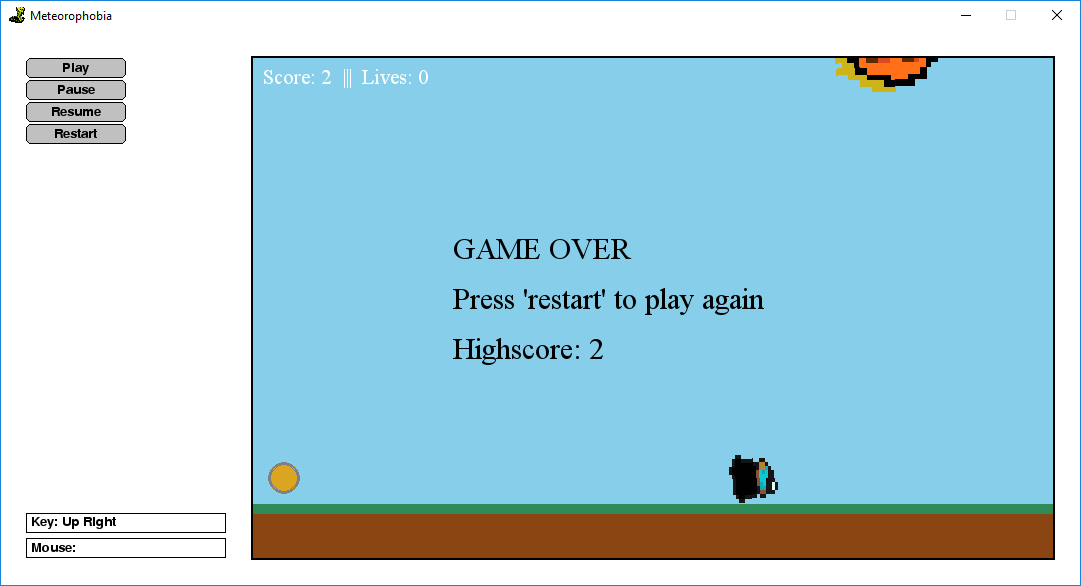 Meteorophobia
Play
Pause
Resume
Restart
Score: 2 ||| Lives: 0
GAME OVER
Press 'restart' to play again
Highscore: 2
Key: Up Right
Mouse: